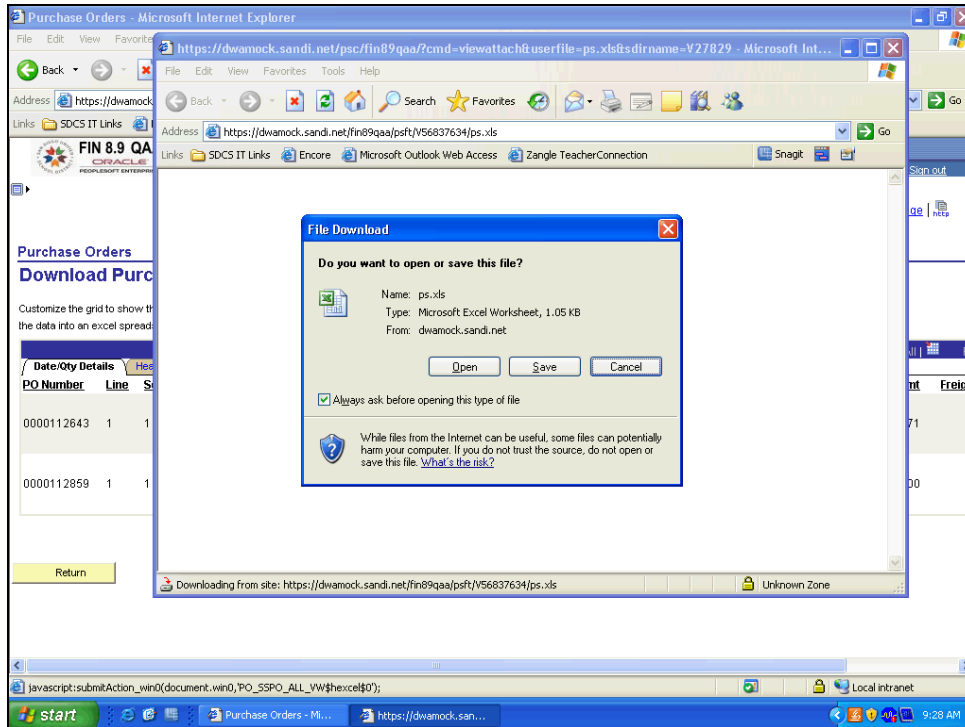 Purchase Orders - Microsoft Internet Explorer
File Edit View Favorite
Back
Address https://dwamock
Go
Links SDCS IT Links
FIN 8.9 QA
ORACLE
Sign out
ge | http
Purchase Orders
Download Purc
Customize the grid to show th
the data into an excel spread
All |
Date/Qty Details Hea
PO Number Line S mt Freig
0000112643 1 1 71
0000112859 1 1 00
Return
https://dwamock.sandi.net/psc/fin89qaa/?cmd=viewattach&userfile=ps.xls&sdirname=V27829 - Microsoft Int...
File Edit View Favorites Tools Help
Back Search Favorites
Address https://dwamock.sandi.net/fin89qaa/psft/V56837634/ps.xls Go
Links SDCS IT Links Encore Microsoft Outlook Web Access Zangle TeacherConnection Snagit
File Download
Do you want to open or save this file?
Name: ps.xls
Type: Microsoft Excel Worksheet, 1.05 KB
From: dwamock.sandi.net
Open Save Cancel
Always ask before opening this type of file
While files from the Internet can be useful, some files can potentially
harm your computer. If you do not trust the source, do not open or
save this file. What's the risk?
Downloading from site: https://dwamock.sandi.net/fin89qaa/psft/V56837634/ps.xls Unknown Zone
javascript:submitAction_win0(document.win0,'PO_SSPO_ALL_VW$hexcel$0'); Local intranet
start Purchase Orders - Mi... https://dwamock.san... 9:28 AM